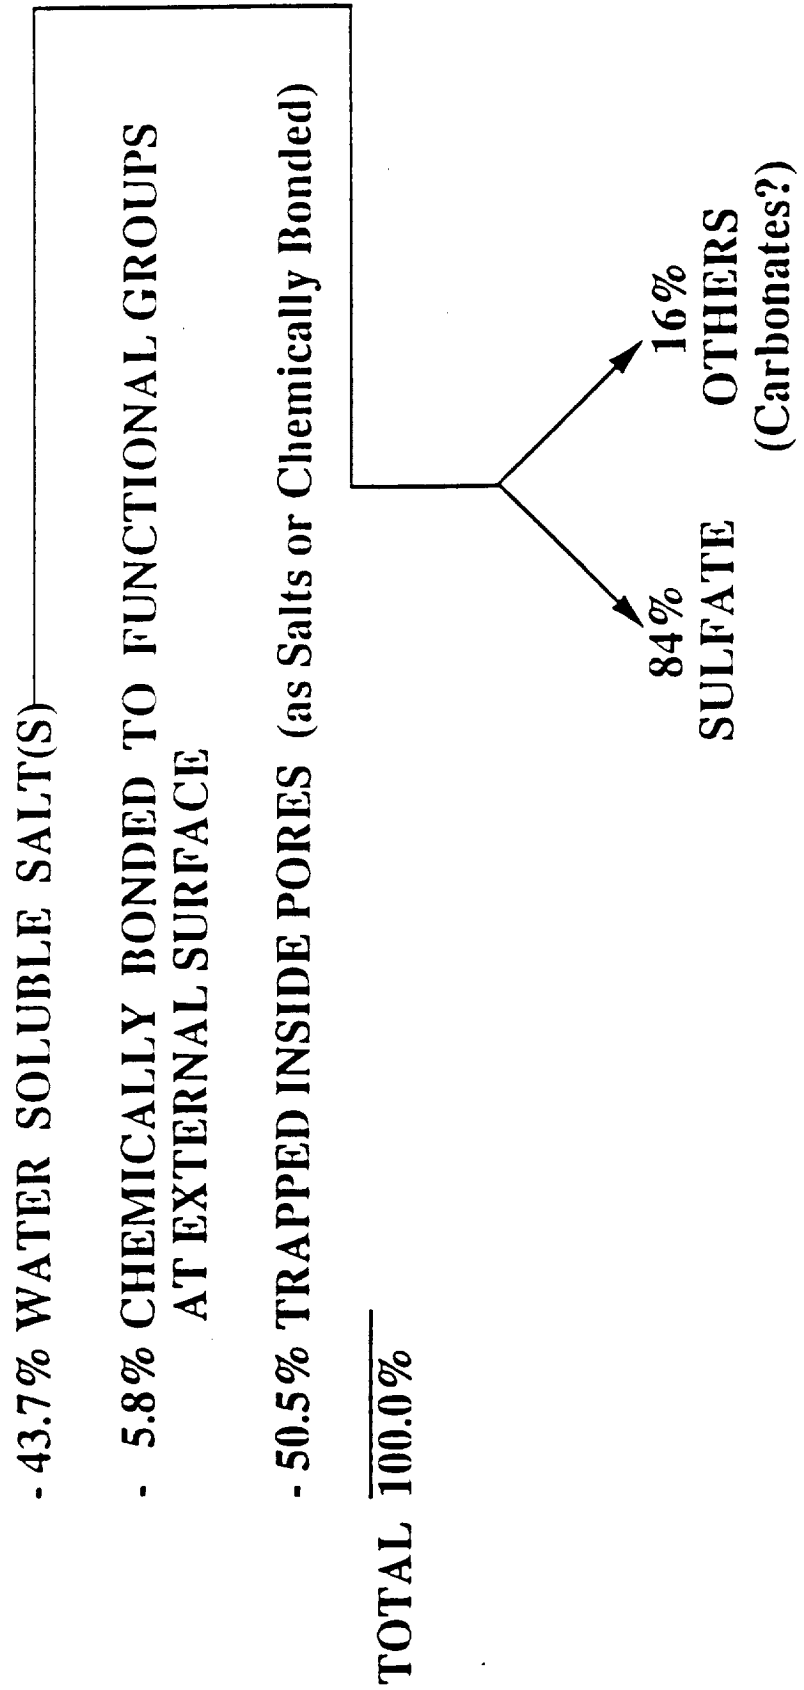 - 43.7% WATER SOLUBLE SALT(S)
- 5.8% CHEMICALLY BONDED TO FUNCTIONAL GROUPS
AT EXTERNAL SURFACE
- 50.5% TRAPPED INSIDE PORES (as Salts or Chemically Bonded)
TOTAL 100.0%
84%
SULFATE
16%
OTHERS
(Carbonates?)